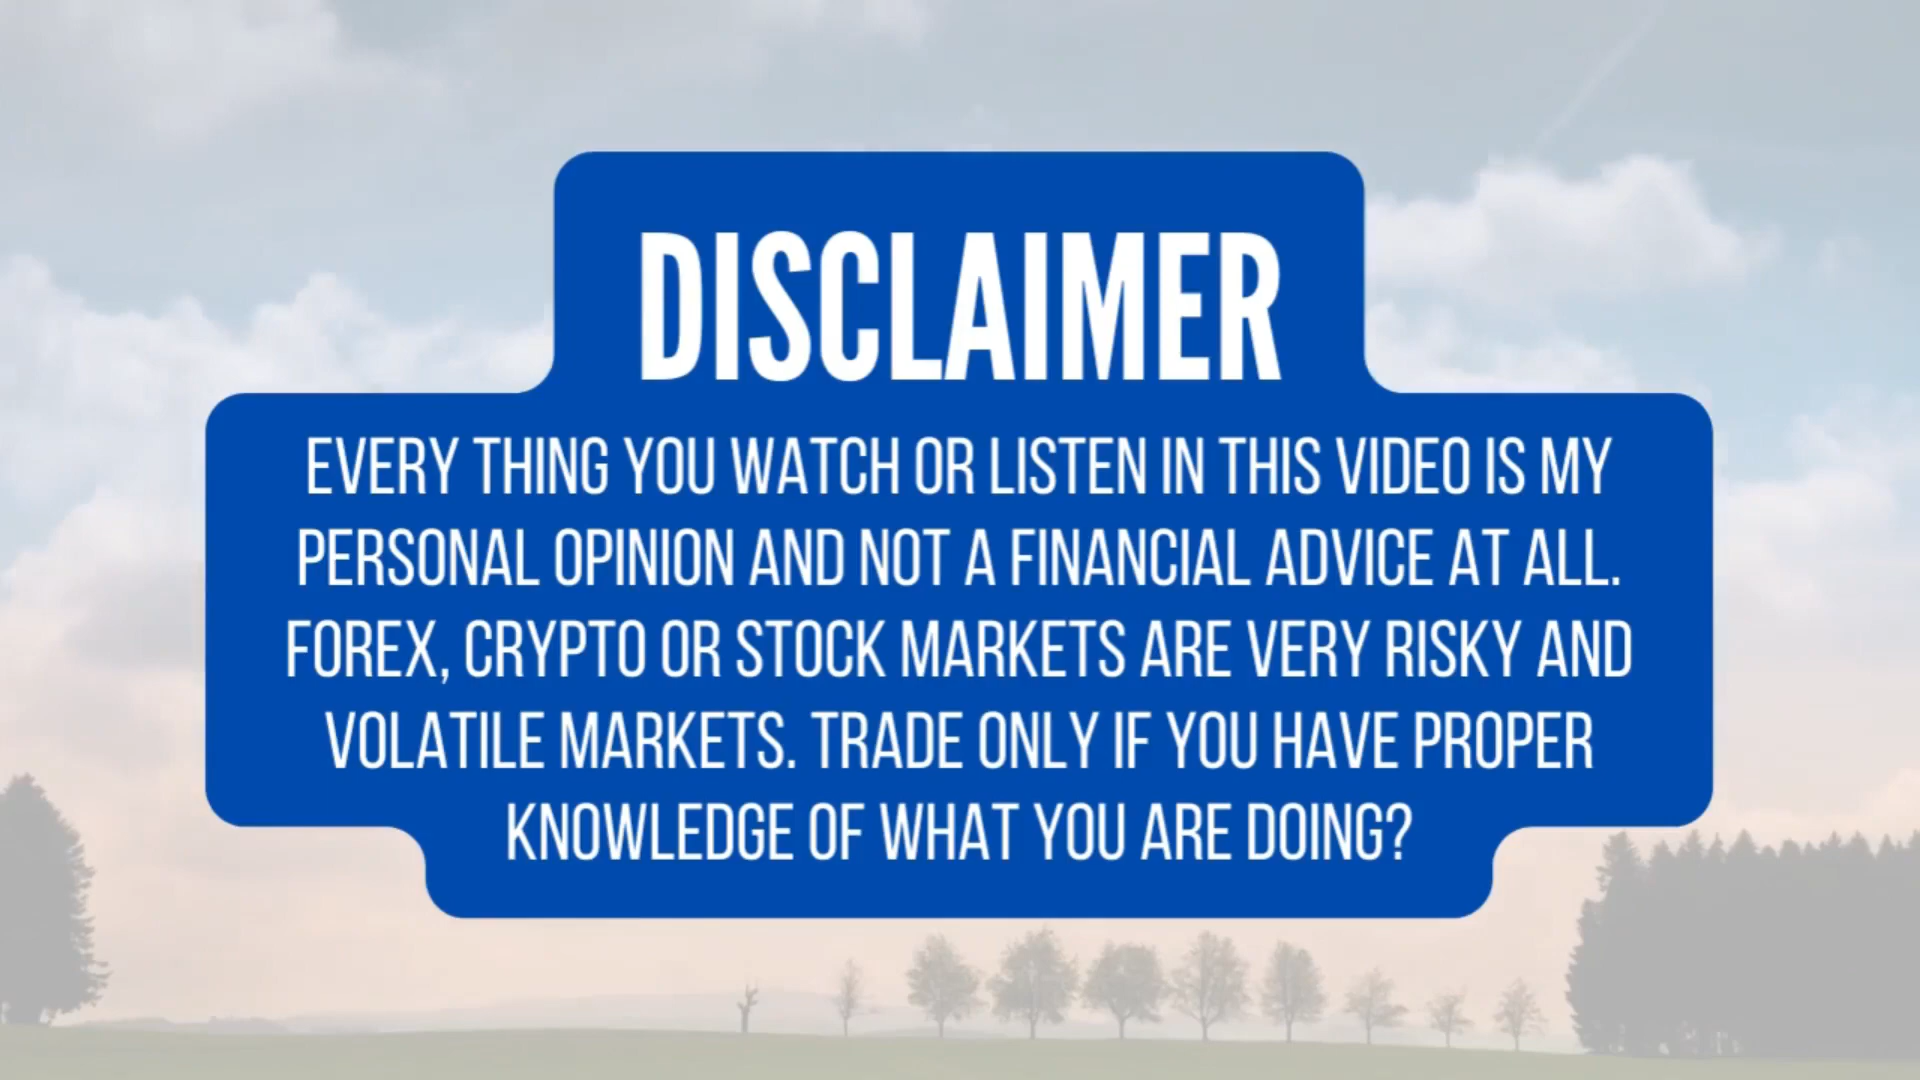 DISCLAIMER
EVERY THING YOU WATCH OR LISTEN IN THIS VIDEO IS MY
PERSONAL OPINION AND NOT A FINANCIAL ADVICE AT ALL.
FOREX, CRYPTO OR STOCK MARKETS ARE VERY RISKY AND
VOLATILE MARKETS. TRADE ONLY IF YOU HAVE PROPER
KNOWLEDGE OF WHAT YOU ARE DOING?